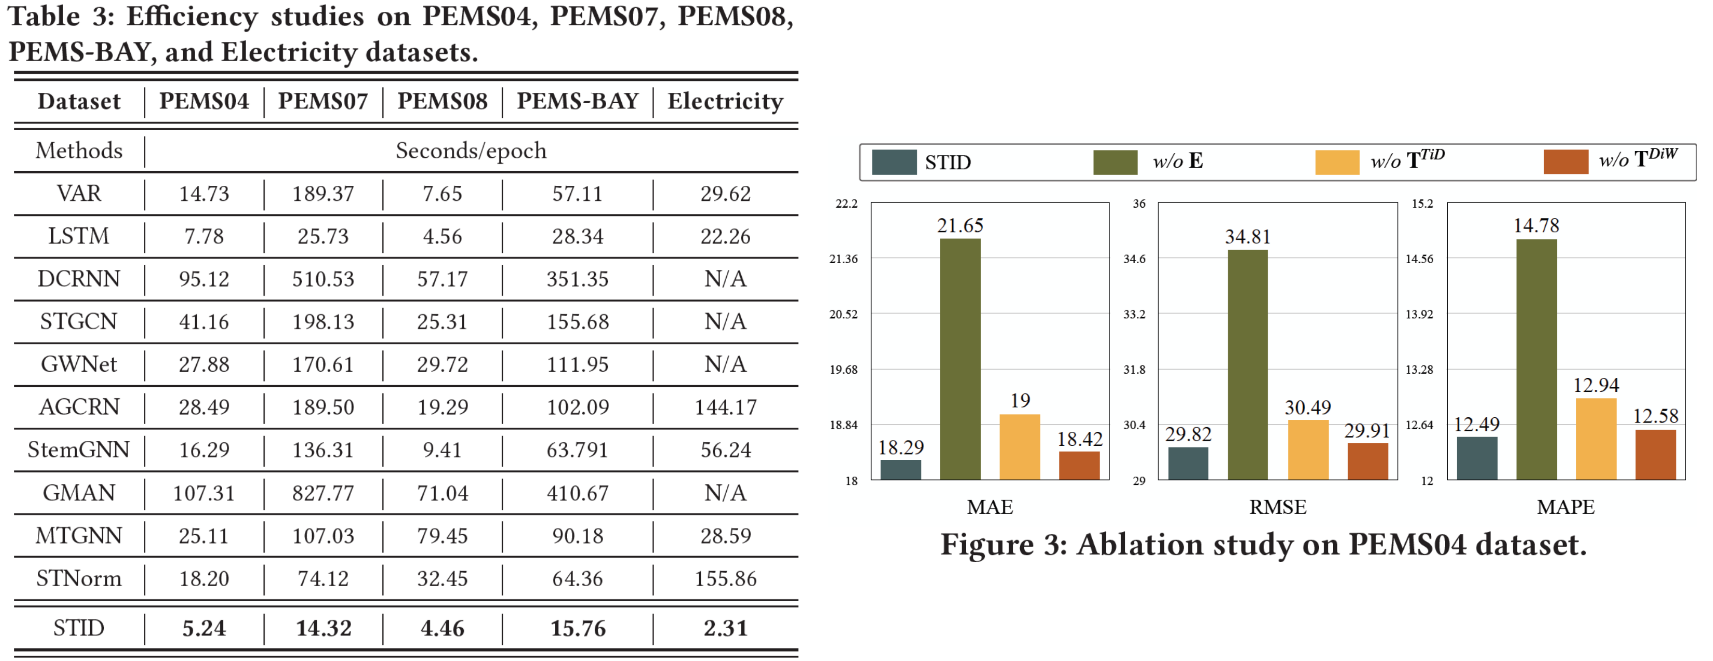 Table 3: Efficiency studies on PEMS04, PEMS07, PEMS08,
PEMS-BAY, and Electricity datasets.
Dataset PEMS04 PEMS07 PEMS08 PEMS-BAY Electricity
Methods Seconds/epoch
VAR 14.73 189.37 7.65 57.11 29.62
LSTM 7.78 25.73 4.56 28.34 22.26
DCRNN 95.12 510.53 57.17 351.35 N/A
STGCN 41.16 198.13 25.31 155.68 N/A
GWNet 27.88 170.61 29.72 111.95 N/A
AGCRN 28.49 189.50 19.29 102.09 144.17
StemGNN 16.29 136.31 9.41 63.791 56.24
GMAN 107.31 827.77 71.04 410.67 N/A
MTGNN 25.11 107.03 79.45 90.18 28.59
STNorm 18.20 74.12 32.45 64.36 155.86
STID 5.24 14.32 4.46 15.76 2.31
STID w/o E w/o T^TiD w/o T^DiW
22.2
21.36
20.52
19.68
18.84
18
18.29 21.65 19 18.42
MAE
36
34.6
33.2
31.8
30.4
29
29.82 34.81 30.49 29.91
RMSE
15.2
14.56
13.92
13.28
12.64
12
12.49 14.78 12.94 12.58
MAPE
Figure 3: Ablation study on PEMS04 dataset.